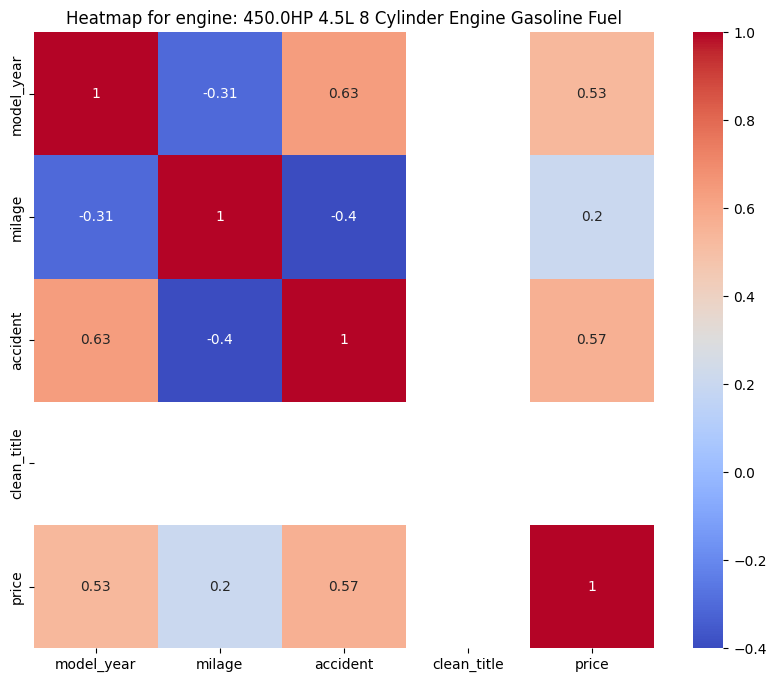 Heatmap for engine: 450.0HP 4.5L 8 Cylinder Engine Gasoline Fuel
model_year 1 -0.31 0.63 0.53
milage -0.31 1 -0.4 0.2
accident 0.63 -0.4 1 0.57
clean_title
price 0.53 0.2 0.57 1
model_year milage accident clean_title price
1.0
0.8
0.6
0.4
0.2
0.0
−0.2
−0.4